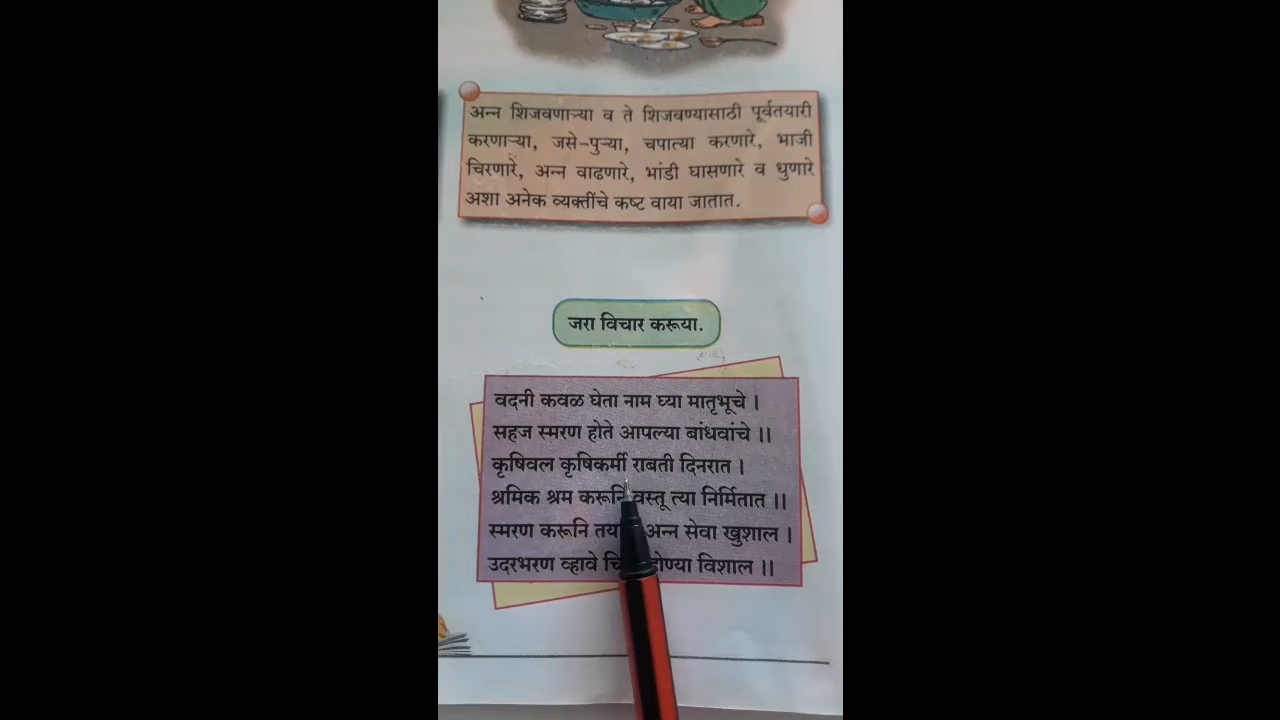 अन्न शिजवणाऱ्या व ते शिजवण्यासाठी पूर्वतयारी
करणाऱ्या, जसे-पुऱ्या, चपात्या करणारे, भाजी
चिरणारे, अन्न वाढणारे, भांडी घासणारे व धुणारे
अशा अनेक व्यक्तींचे कष्ट वाया जातात.
जरा विचार करूया.
वदनी कवळ घेता नाम घ्या मातृभूचे ।
सहज स्मरण होते आपल्या बांधवांचे ।।
कृषिवल कृषिकर्मी राबती दिनरात ।
श्रमिक श्रम करूनि वस्तू त्या निर्मितात ।।
स्मरण करूनि अन्न सेवा खुशाल ।
उदरभरण व्हावे विशाल ।।